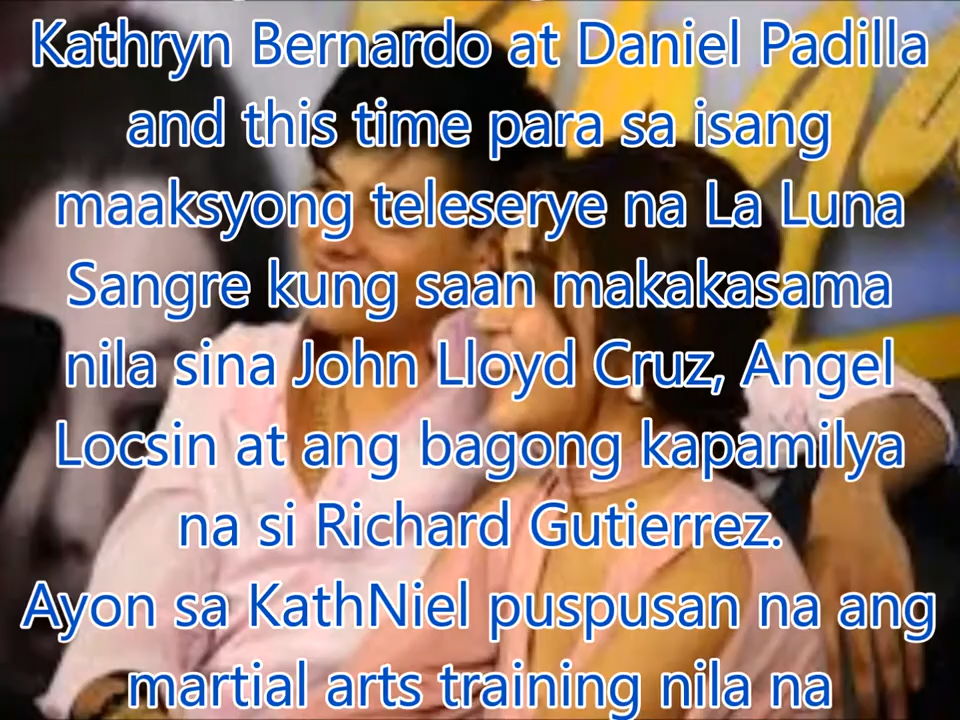 Kathryn Bernardo at Daniel Padilla
and this time para sa isang
maaksyong teleserye na La Luna
Sangre kung saan makakasama
nila sina John Lloyd Cruz, Angel
Locsin at ang bagong kapamilya
na si Richard Gutierrez.
Ayon sa KathNiel puspusan na ang
martial arts training nila na